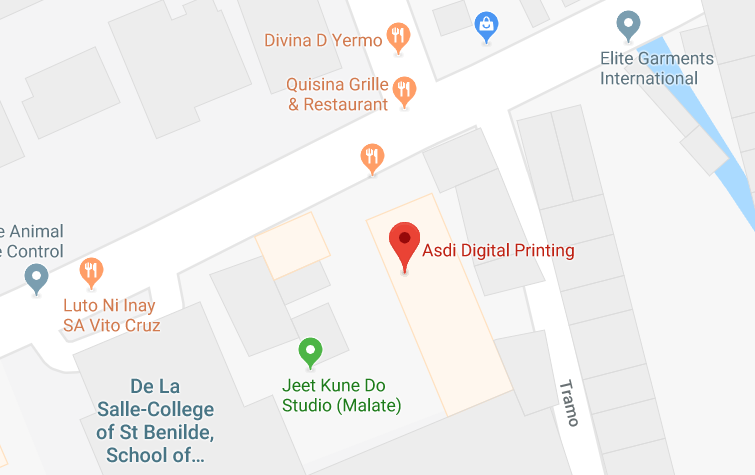 Divina D Yermo
Elite Garments
International
Quisina Grille
& Restaurant
e Animal
e Control
Asdi Digital Printing
Luto Ni Inay
SA Vito Cruz
De La
Salle-College
of St Benilde,
School of...
Jeet Kune Do
Studio (Malate)
Tramo